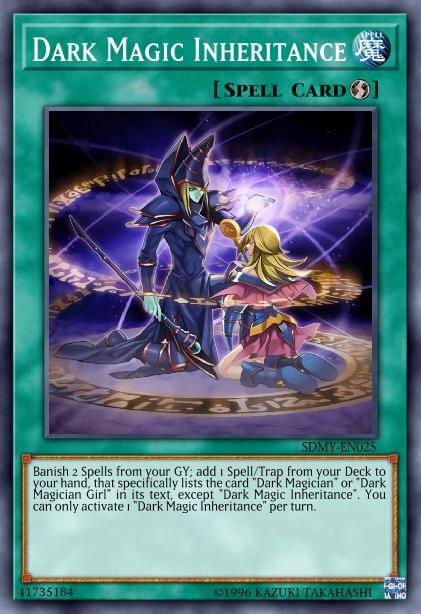 DARK MAGIC INHERITANCE
SPELL
魔
[SPELL CARD]
SDMY-EN025
Banish 2 Spells from your GY; add 1 Spell/Trap from your Deck to
your hand, that specifically lists the card "Dark Magician" or "Dark
Magician Girl" in its text, except "Dark Magic Inheritance". You
can only activate 1 "Dark Magic Inheritance" per turn.
41735184
©1996 KAZUKI TAKAHASHI